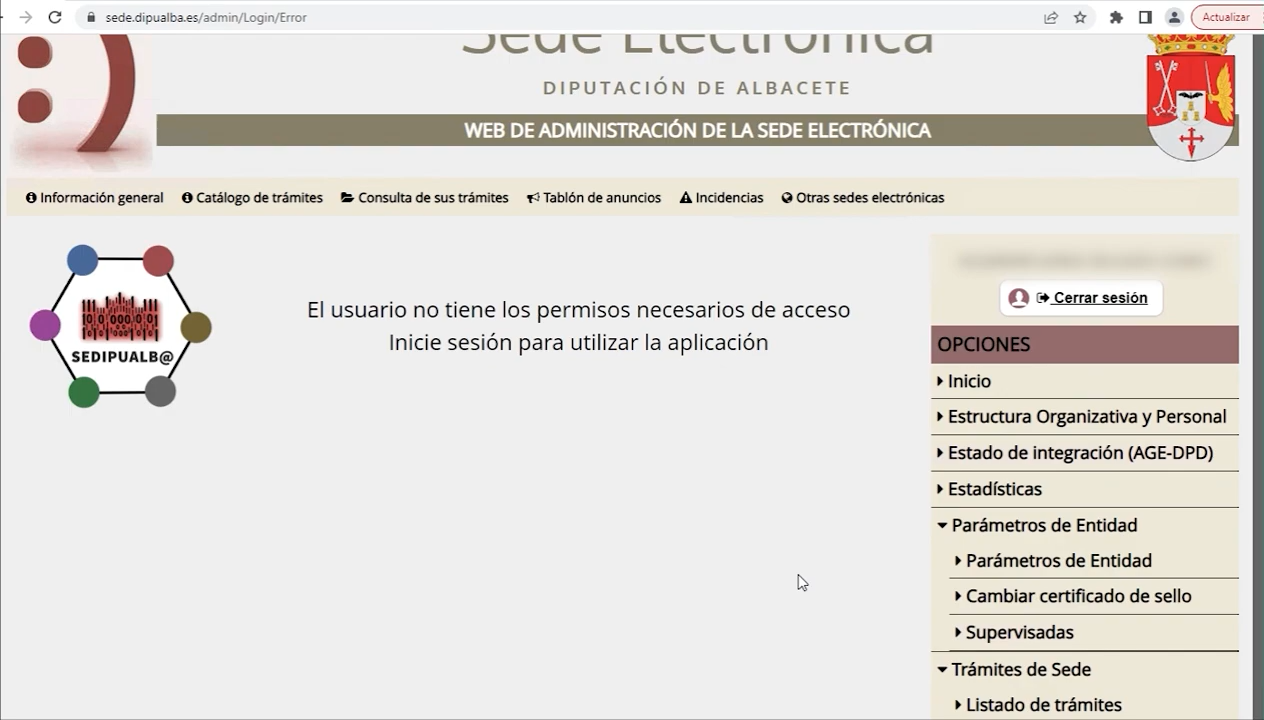 sede.dipualba.es/admin/Login/Error
Actualizar
Sede Electrónica
DIPUTACIÓN DE ALBACETE
WEB DE ADMINISTRACIÓN DE LA SEDE ELECTRÓNICA
Información general
Catálogo de trámites
Consulta de sus trámites
Tablón de anuncios
Incidencias
Otras sedes electrónicas
SEDIPUALB@
El usuario no tiene los permisos necesarios de acceso
Inicie sesión para utilizar la aplicación
Cerrar sesión
OPCIONES
Inicio
Estructura Organizativa y Personal
Estado de integración (AGE-DPD)
Estadísticas
Parámetros de Entidad
Parámetros de Entidad
Cambiar certificado de sello
Supervisadas
Trámites de Sede
Listado de trámites